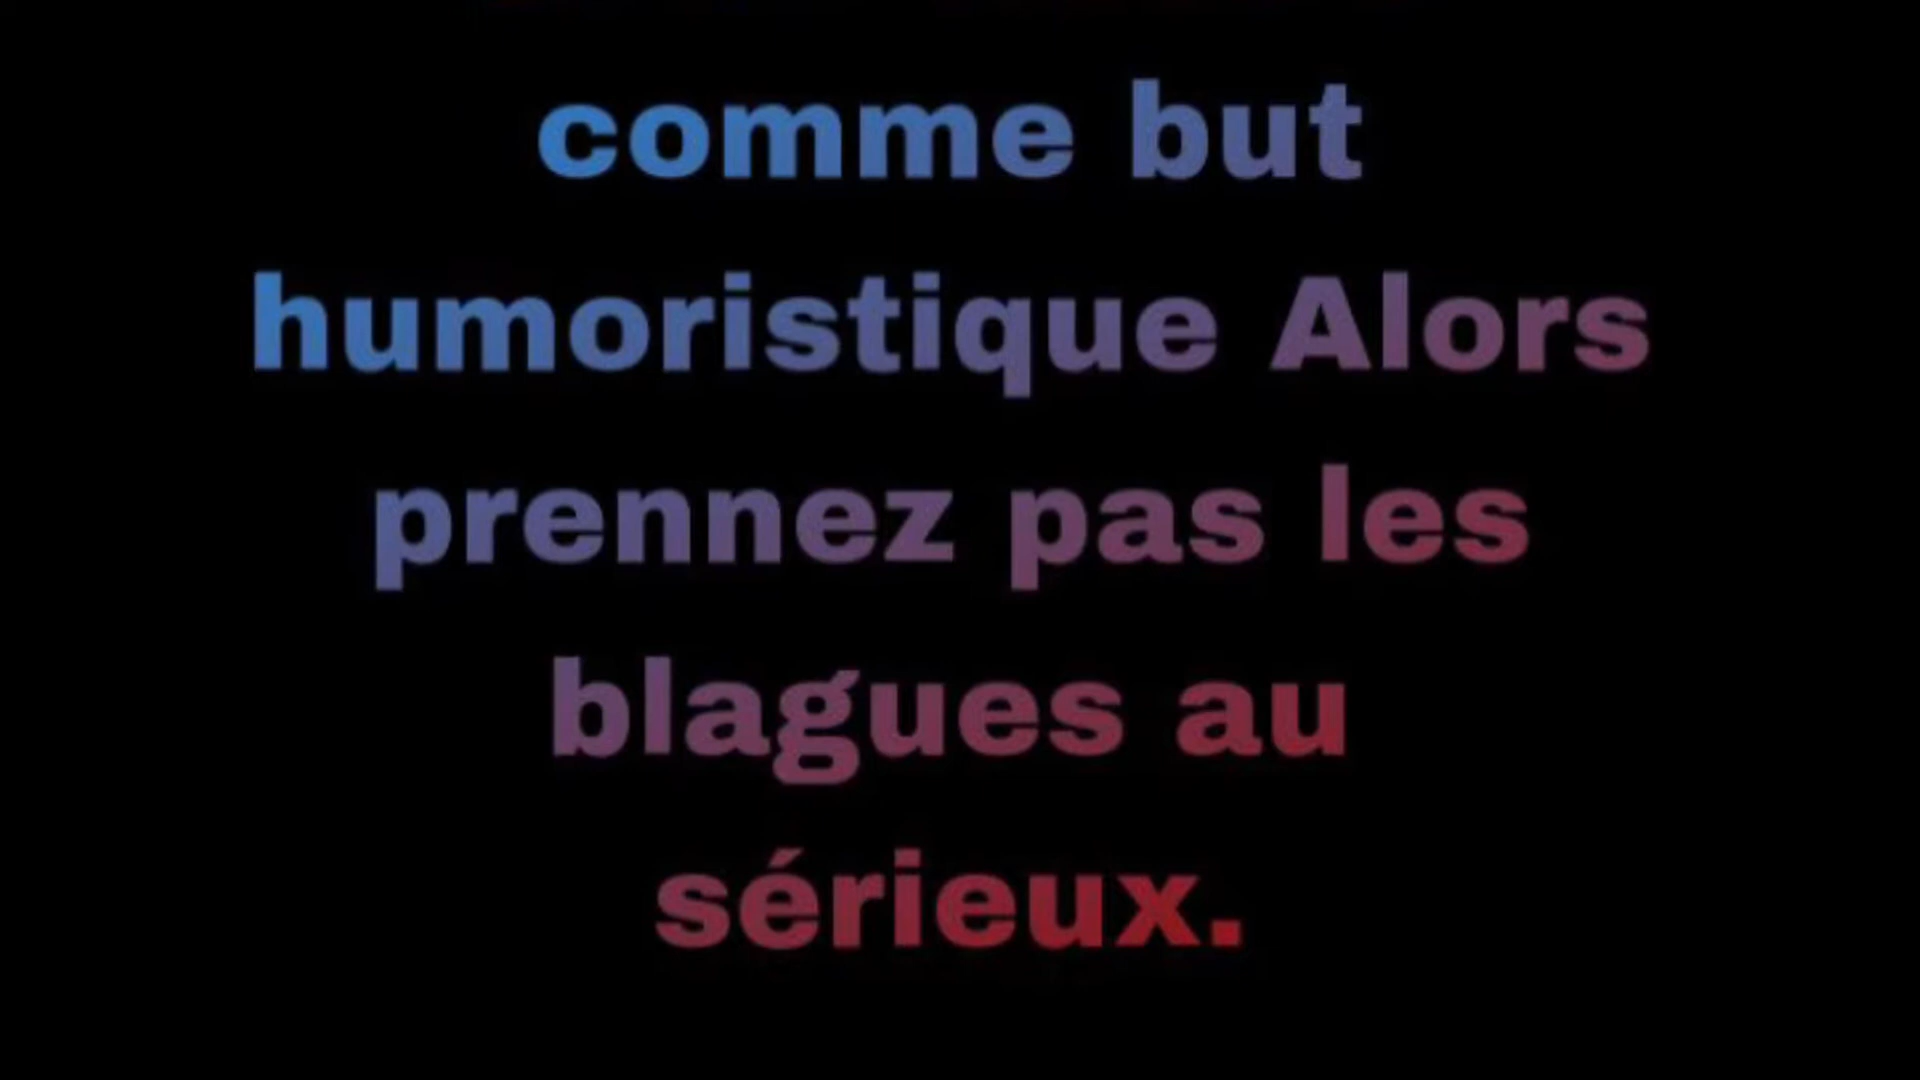 comme but
humoristique Alors
prennez pas les
blagues au
sérieux.